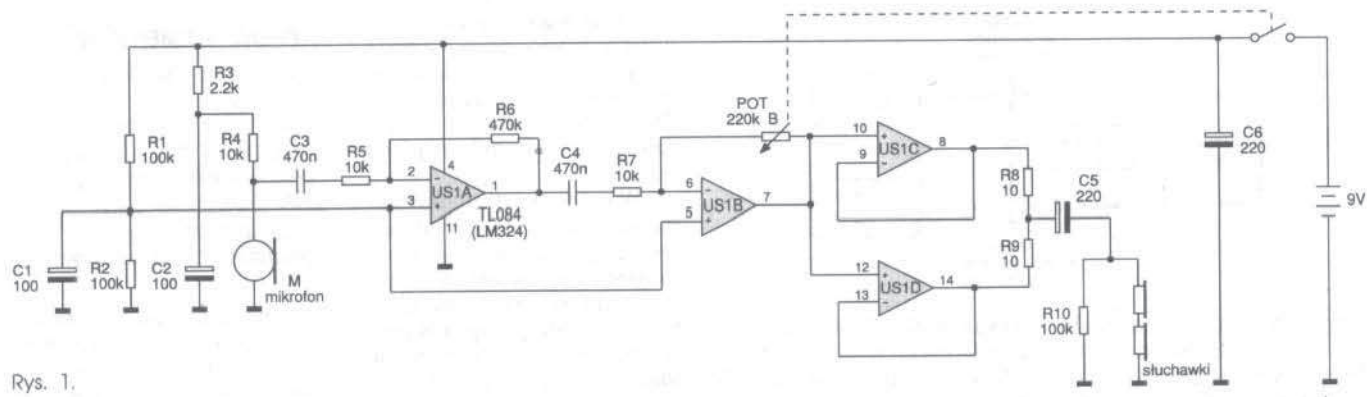 R3
2.2k
R1
100k
R4
10k
C3
470n
R5
10k
R6
470k
C4
470n
R7
10k
POT
220k B
2
3
4
11
1
US1A
TL084
(LM324)
6
5
7
US1B
10
9
8
US1C
12
13
14
US1D
R8
10
R9
10
C5
220
R10
100k
słuchawki
C6
220
9V
C1
100
R2
100k
C2
100
M
mikrofon
Rys. 1.